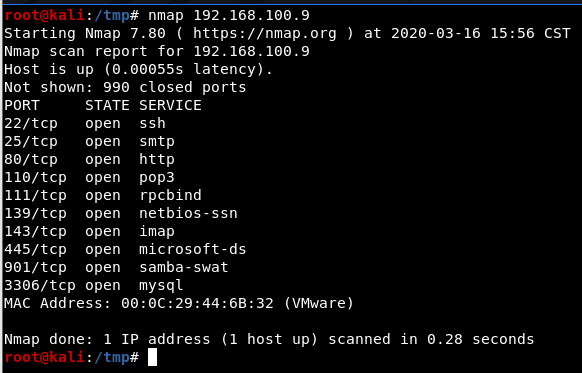 root@kali:/tmp# nmap 192.168.100.9
Starting Nmap 7.80 ( https://nmap.org ) at 2020-03-16 15:56 CST
Nmap scan report for 192.168.100.9
Host is up (0.00055s latency).
Not shown: 990 closed ports
PORT     STATE SERVICE
22/tcp   open  ssh
25/tcp   open  smtp
80/tcp   open  http
110/tcp  open  pop3
111/tcp  open  rpcbind
139/tcp  open  netbios-ssn
143/tcp  open  imap
445/tcp  open  microsoft-ds
901/tcp  open  samba-swat
3306/tcp open  mysql
MAC Address: 00:0C:29:44:6B:32 (VMware)

Nmap done: 1 IP address (1 host up) scanned in 0.28 seconds
root@kali:/tmp#